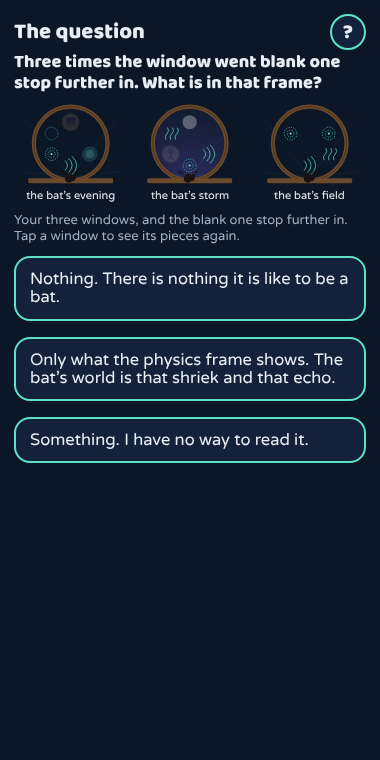 The question
?
Three times the window went blank one
stop further in. What is in that frame?
the bat's evening
the bat's storm
the bat's field
Your three windows, and the blank one stop further in.
Tap a window to see its pieces again.
Nothing. There is nothing it is like to be a
bat.
Only what the physics frame shows. The
bat's world is that shriek and that echo.
Something. I have no way to read it.